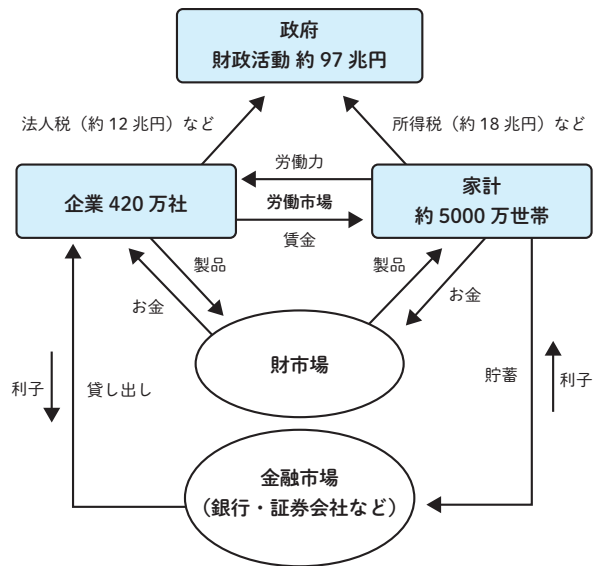 政府
財政活動 約 97 兆円
法人税（約 12 兆円）など
所得税（約 18 兆円）など
労働力
企業 420 万社
労働市場
家計
約 5000 万世帯
賃金
製品
製品
お金
お金
財市場
利子
貸し出し
貯蓄
利子
金融市場
（銀行・証券会社など）